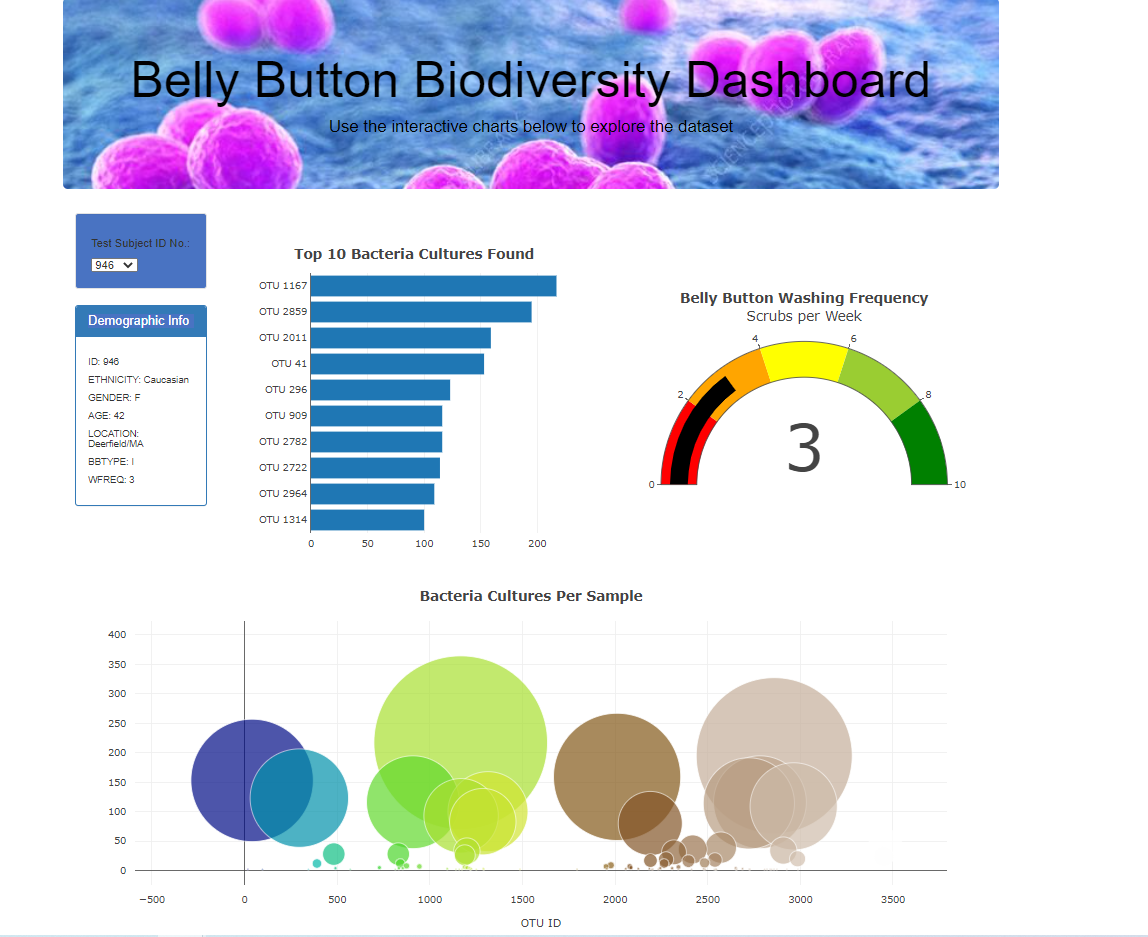 Belly Button Biodiversity Dashboard
Use the interactive charts below to explore the dataset
Test Subject ID No.:
946
Demographic Info
ID: 946
ETHNICITY: Caucasian
GENDER: F
AGE: 42
LOCATION:
Deerfield/MA
BBTYPE: I
WFREQ: 3
Top 10 Bacteria Cultures Found
OTU 1167
OTU 2859
OTU 2011
OTU 41
OTU 296
OTU 909
OTU 2782
OTU 2722
OTU 2964
OTU 1314
0 50 100 150 200
Belly Button Washing Frequency
Scrubs per Week
4 6
2 8
3
0 10
Bacteria Cultures Per Sample
400
350
300
250
200
150
100
50
0
−500 0 500 1000 1500 2000 2500 3000 3500
OTU ID